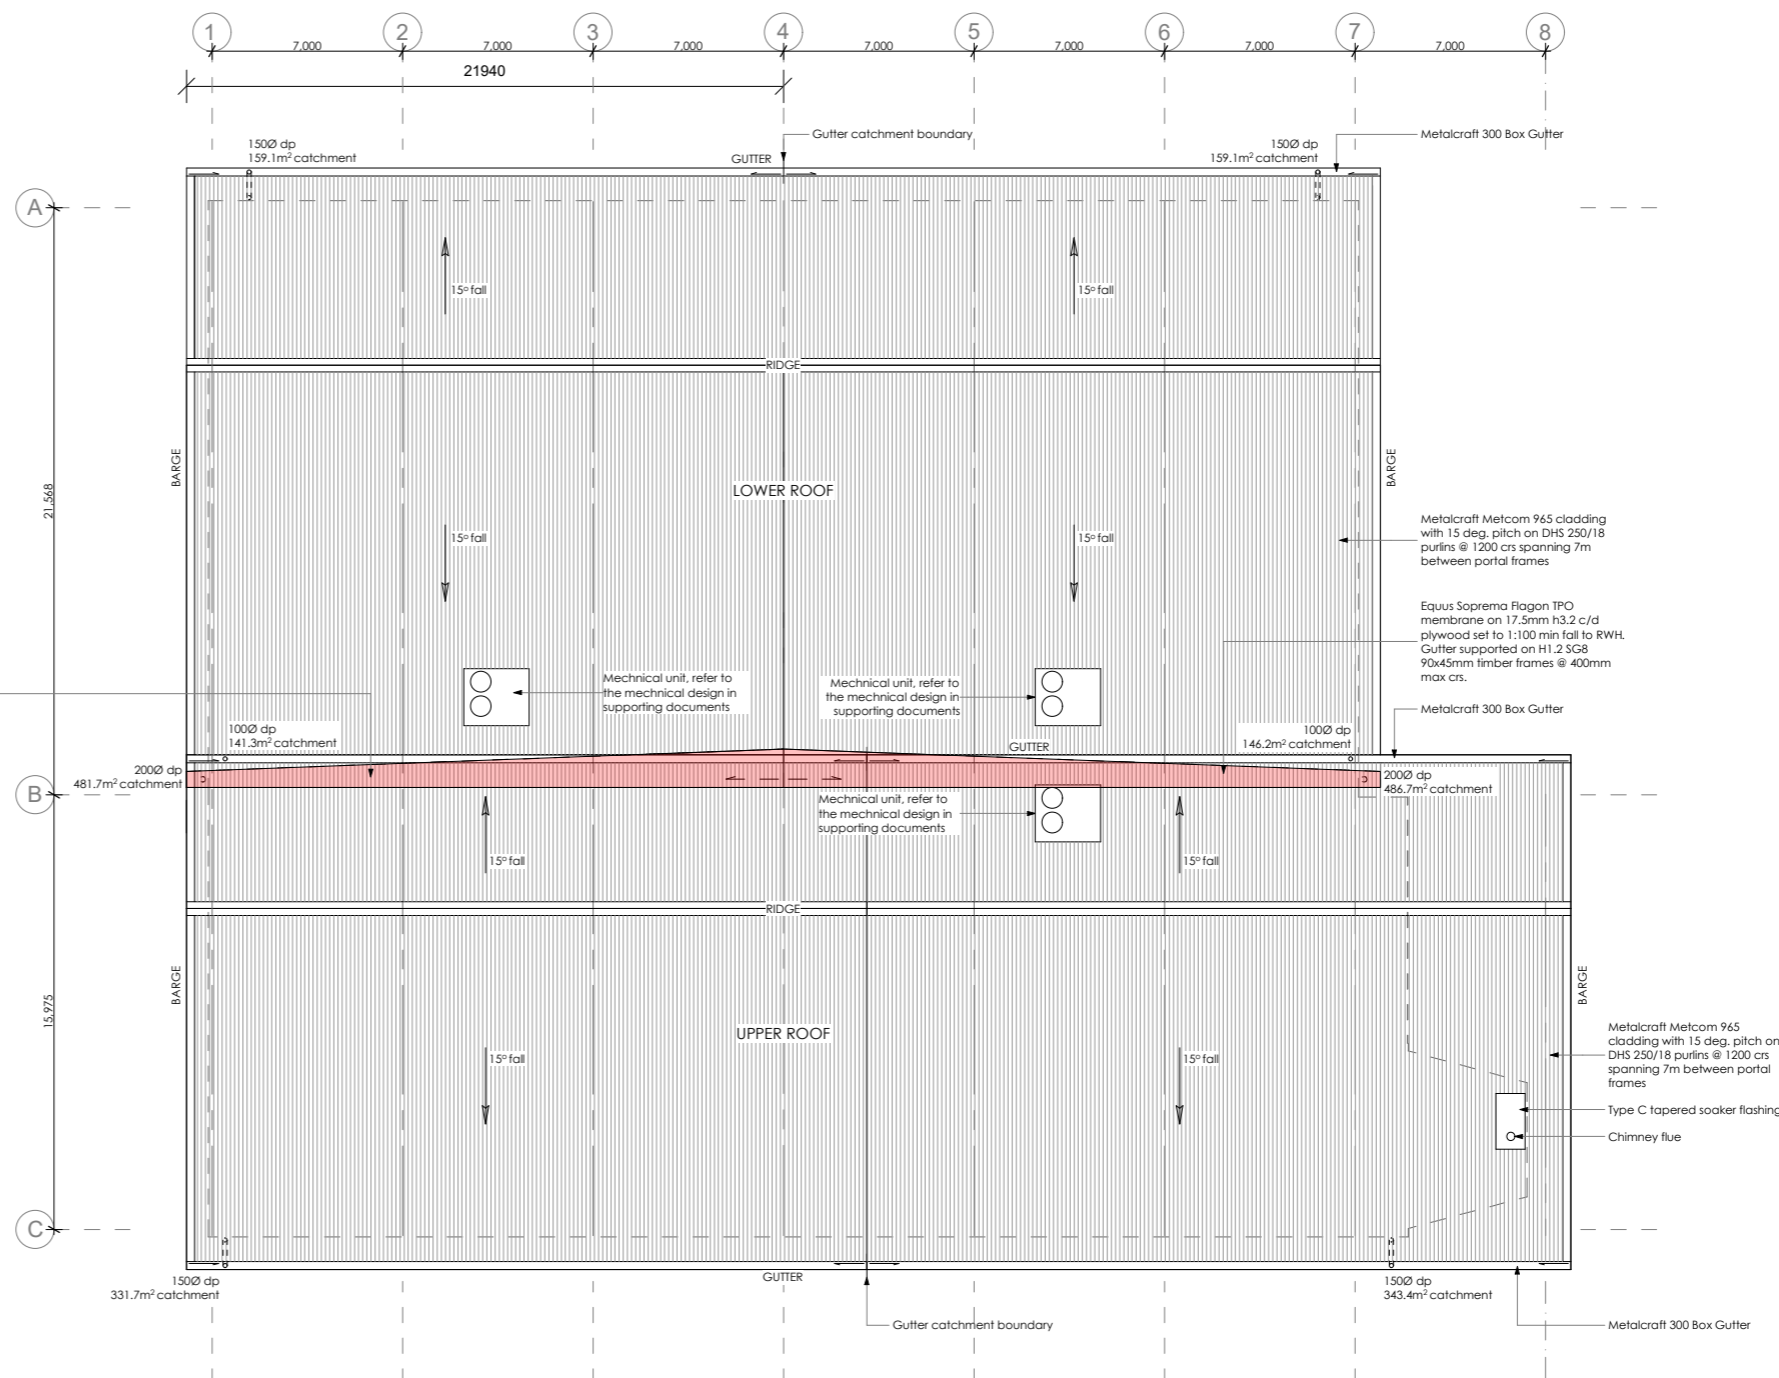 1
2
3
4
5
6
7
8
7,000
7,000
7,000
7,000
7,000
7,000
7,000
21940
Gutter catchment boundary
Metalcraft 300 Box Gutter
150Ø dp
159.1m² catchment
GUTTER
150Ø dp
159.1m² catchment
A
15º fall
15º fall
RIDGE
BARGE
BARGE
21,568
LOWER ROOF
Metalcraft Metcom 965 cladding
with 15 deg. pitch on DHS 250/18
purlins @ 1200 crs spanning 7m
between portal frames
15º fall
15º fall
Equus Soprema Flagon TPO
membrane on 17.5mm h3.2 c/d
plywood set to 1:100 min fall to RWH.
Gutter supported on H1.2 SG8
90x45mm timber frames @ 400mm
max crs.
Mechnical unit, refer to
the mechnical design in
supporting documents
Mechnical unit, refer to
the mechnical design in
supporting documents
Metalcraft 300 Box Gutter
100Ø dp
141.3m² catchment
100Ø dp
146.2m² catchment
GUTTER
200Ø dp
481.7m² catchment
200Ø dp
486.7m² catchment
B
Mechnical unit, refer to
the mechnical design in
supporting documents
15º fall
15º fall
RIDGE
BARGE
BARGE
15,975
UPPER ROOF
Metalcraft Metcom 965
cladding with 15 deg. pitch on
DHS 250/18 purlins @ 1200 crs
spanning 7m between portal
frames
15º fall
15º fall
Type C tapered soaker flashing
Chimney flue
C
GUTTER
150Ø dp
331.7m² catchment
150Ø dp
343.4m² catchment
Gutter catchment boundary
Metalcraft 300 Box Gutter